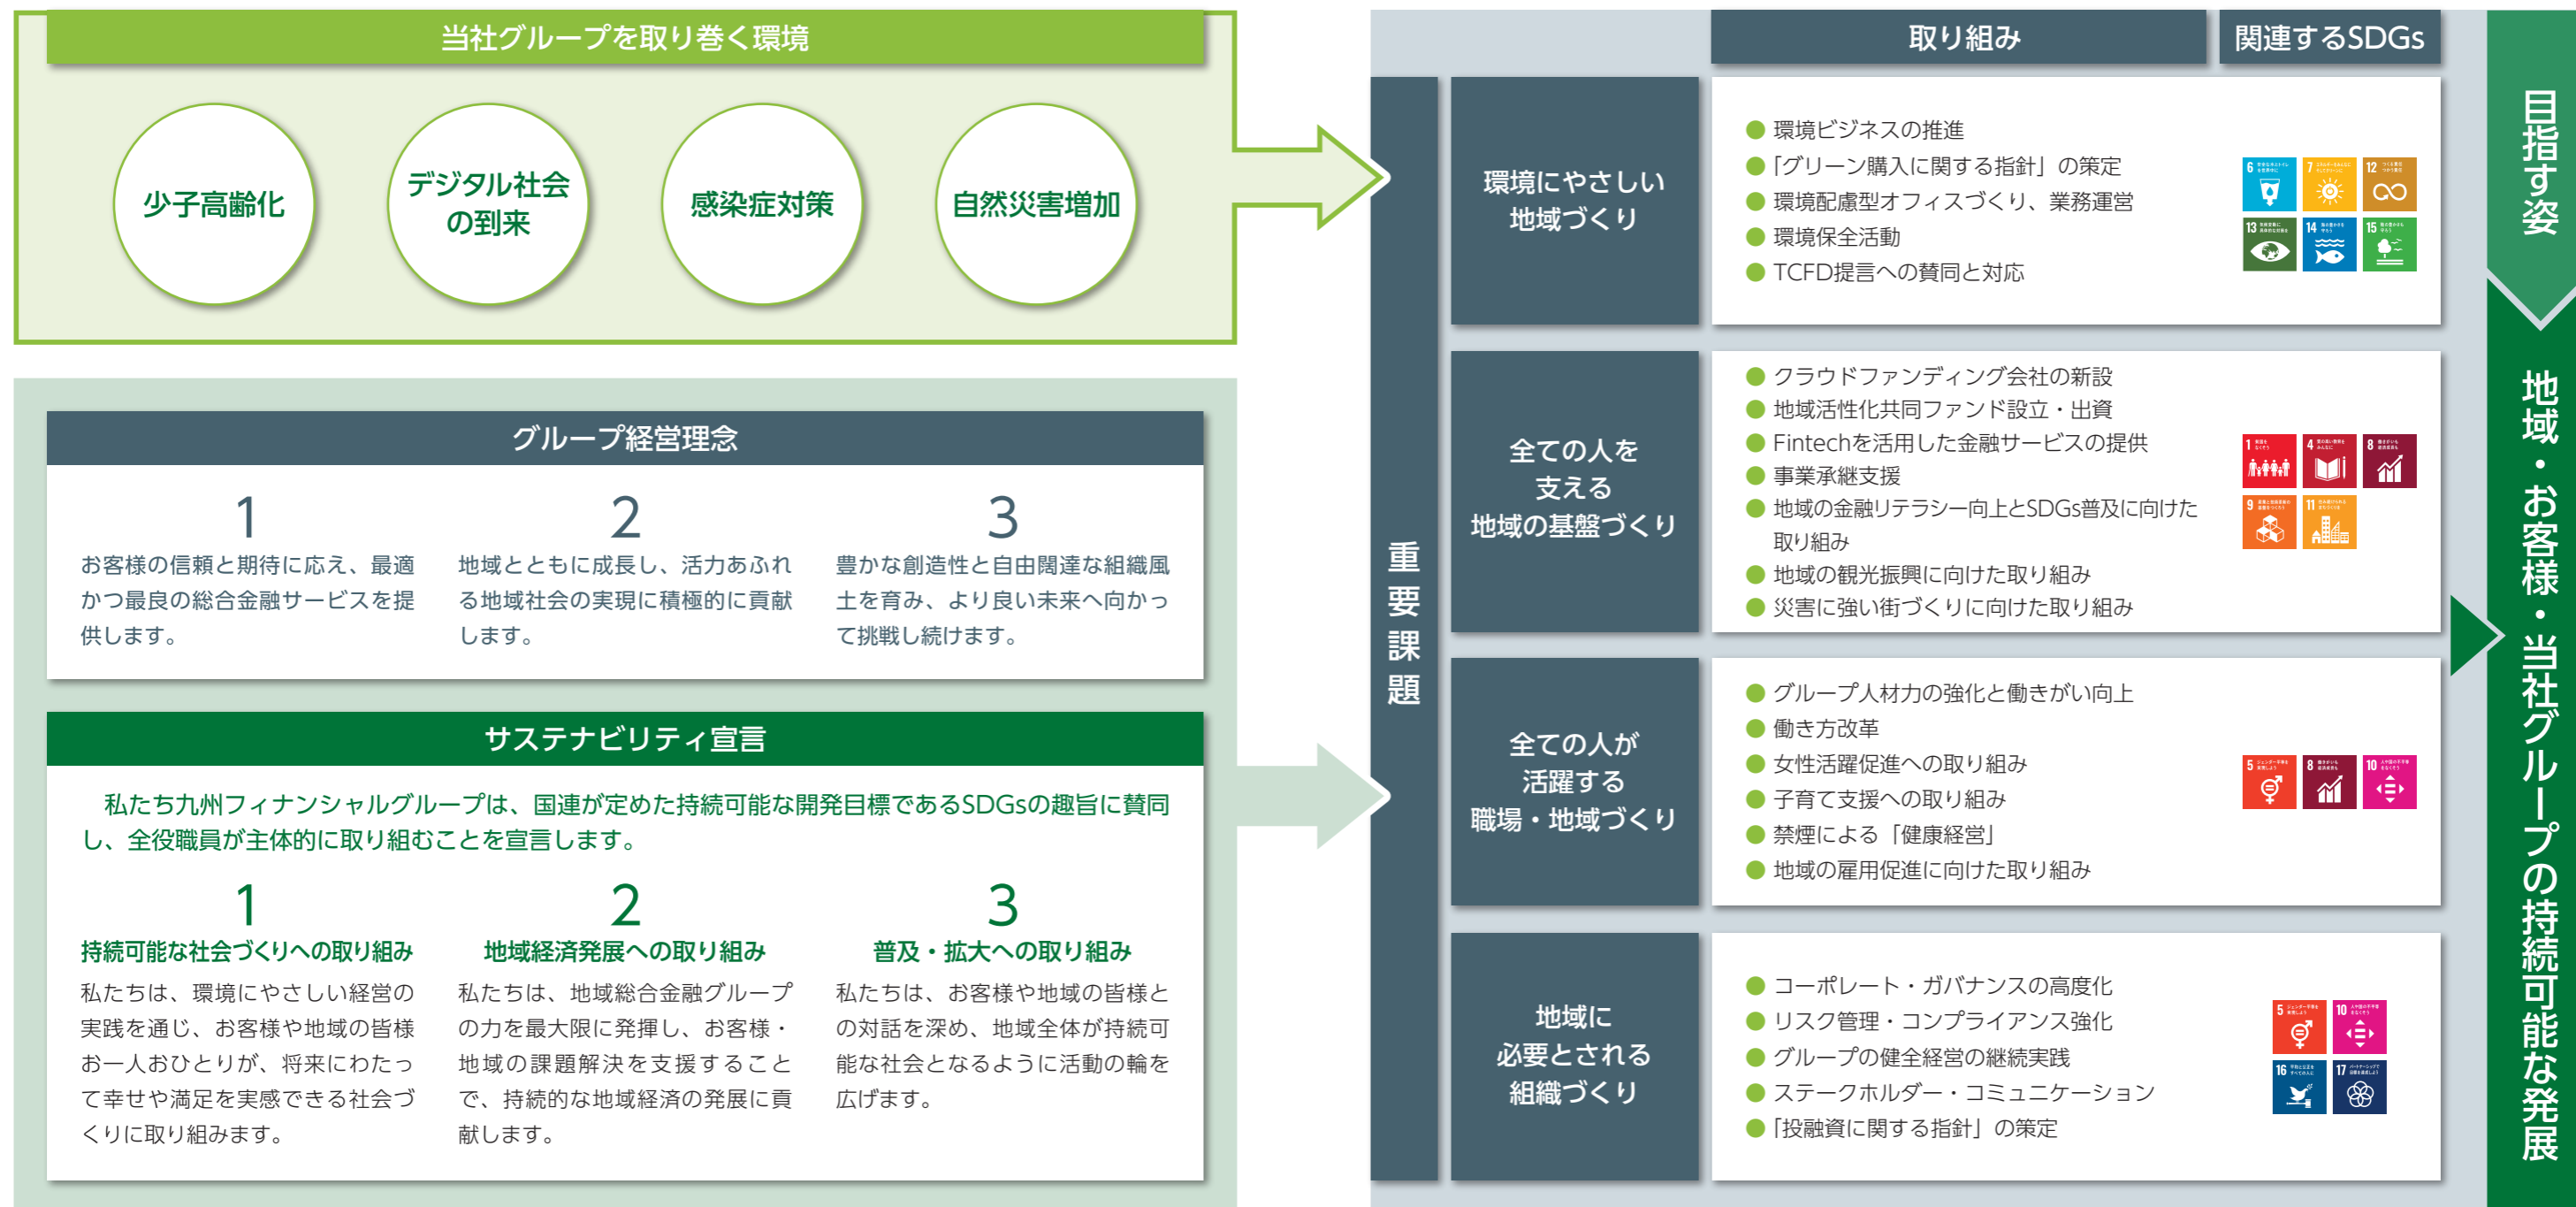 当社グループを取り巻く環境
少子高齢化
デジタル社会
の到来
感染症対策
自然災害増加
グループ経営理念
1
お客様の信頼と期待に応え、最適
かつ最良の総合金融サービスを提
供します。
2
地域とともに成長し、活力あふれ
る地域社会の実現に積極的に貢献
します。
3
豊かな創造性と自由闊達な組織風
土を育み、より良い未来へ向かっ
て挑戦し続けます。
サステナビリティ宣言
私たち九州フィナンシャルグループは、国連が定めた持続可能な開発目標であるSDGsの趣旨に賛同
し、全役職員が主体的に取り組むことを宣言します。
1
持続可能な社会づくりへの取り組み
私たちは、環境にやさしい経営の
実践を通じ、お客様や地域の皆様
お一人おひとりが、将来にわたっ
て幸せや満足を実感できる社会づ
くりに取り組みます。
2
地域経済発展への取り組み
私たちは、地域総合金融グループ
の力を最大限に発揮し、お客様・
地域の課題解決を支援すること
で、持続的な地域経済の発展に貢
献します。
3
普及・拡大への取り組み
私たちは、お客様や地域の皆様と
の対話を深め、地域全体が持続可
能な社会となるように活動の輪を
広げます。
重要課題
取り組み
関連するSDGs
環境にやさしい
地域づくり
● 環境ビジネスの推進
● 「グリーン購入に関する指針」の策定
● 環境配慮型オフィスづくり、業務運営
● 環境保全活動
● TCFD提言への賛同と対応
6 7 12
13 14 15
全ての人を
支える
地域の基盤づくり
● クラウドファンディング会社の新設
● 地域活性化共同ファンド設立・出資
● Fintechを活用した金融サービスの提供
● 事業承継支援
● 地域の金融リテラシー向上とSDGs普及に向けた
取り組み
● 地域の観光振興に向けた取り組み
● 災害に強い街づくりに向けた取り組み
1 4 8
9 11
全ての人が
活躍する
職場・地域づくり
● グループ人材力の強化と働きがい向上
● 働き方改革
● 女性活躍促進への取り組み
● 子育て支援への取り組み
● 禁煙による「健康経営」
● 地域の雇用促進に向けた取り組み
5 8 10
地域に
必要とされる
組織づくり
● コーポレート・ガバナンスの高度化
● リスク管理・コンプライアンス強化
● グループの健全経営の継続実践
● ステークホルダー・コミュニケーション
● 「投融資に関する指針」の策定
5 10
16 17
目指す姿
地域・お客様・当社グループの持続可能な発展